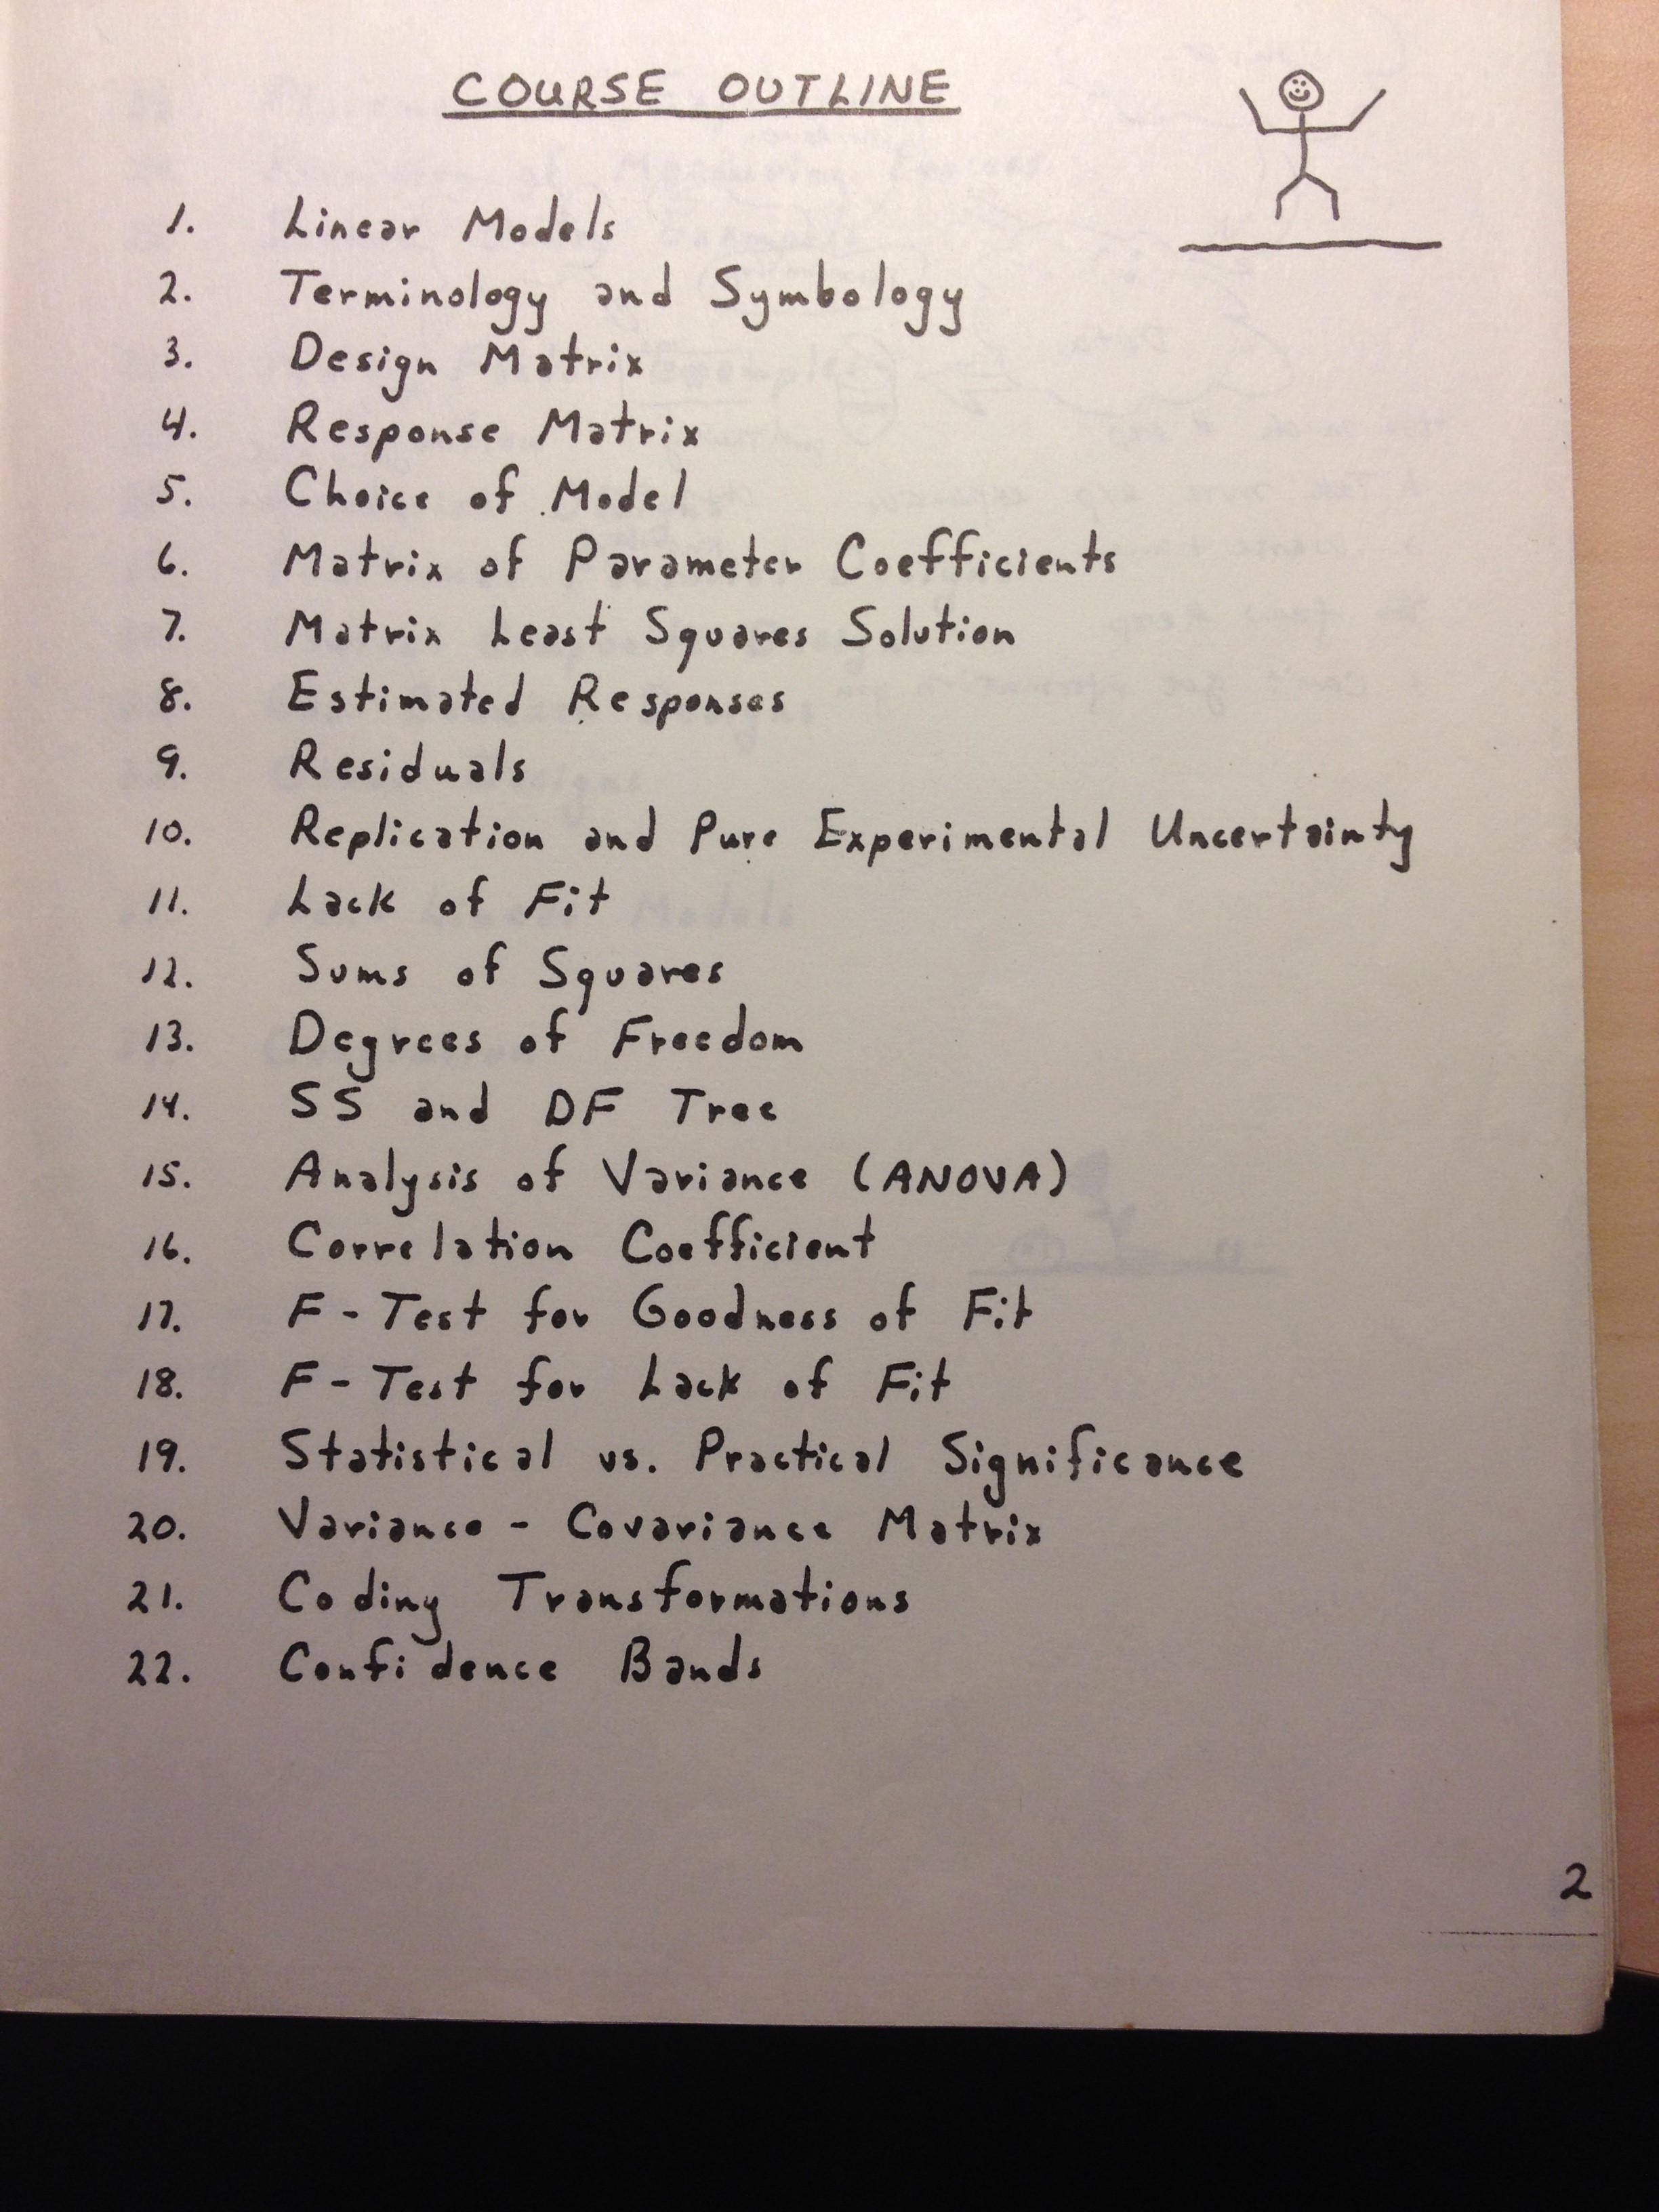 COURSE OUTLINE
1. Linear Models
2. Terminology and Symbology
3. Design Matrix
4. Response Matrix
5. Choice of Model
6. Matrix of Parameter Coefficients
7. Matrix Least Squares Solution
8. Estimated Responses
9. Residuals
10. Replication and Pure Experimental Uncertainty
11. Lack of Fit
12. Sums of Squares
13. Degrees of Freedom
14. SS and DF Tree
15. Analysis of Variance (ANOVA)
16. Correlation Coefficient
17. F-Test for Goodness of Fit
18. F-Test for Lack of Fit
19. Statistical vs. Practical Significance
20. Variance - Covariance Matrix
21. Coding Transformations
22. Confidence Bands
2